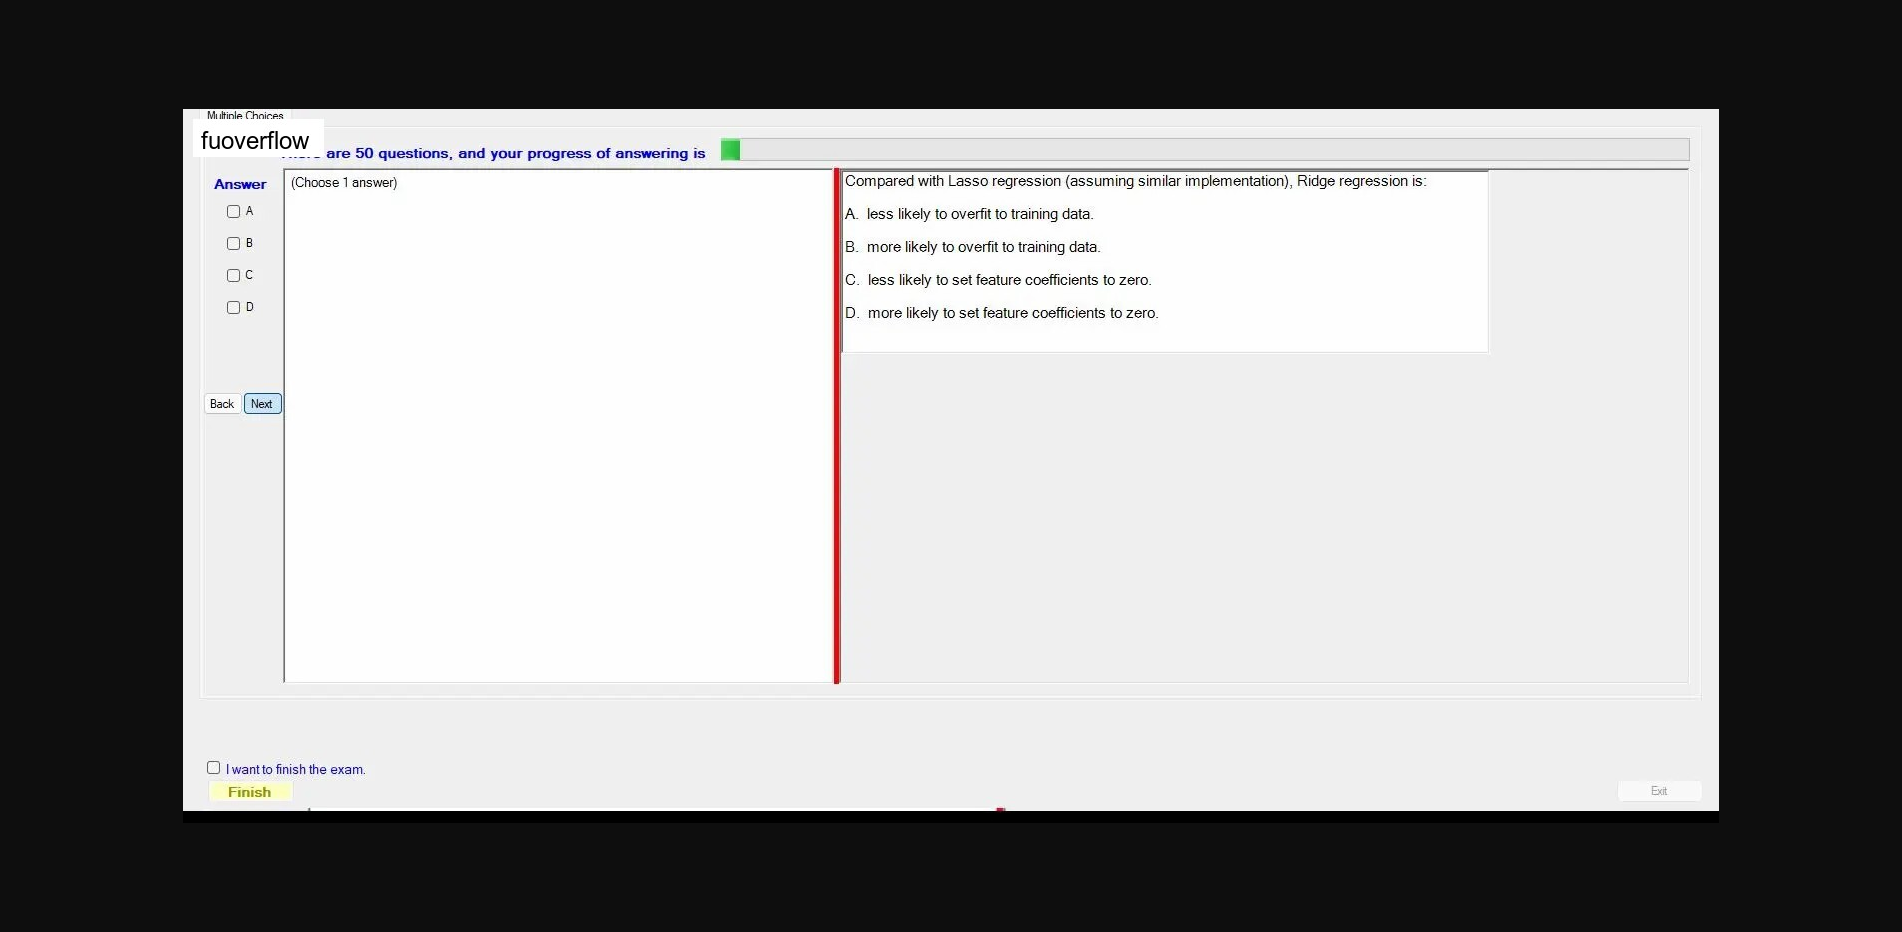 Multiple Choices
fuoverflow
are 50 questions, and your progress of answering is
Answer
A
B
C
D
Back Next
(Choose 1 answer)
Compared with Lasso regression (assuming similar implementation), Ridge regression is:
A. less likely to overfit to training data.
B. more likely to overfit to training data.
C. less likely to set feature coefficients to zero.
D. more likely to set feature coefficients to zero.
I want to finish the exam.
Finish
Exit